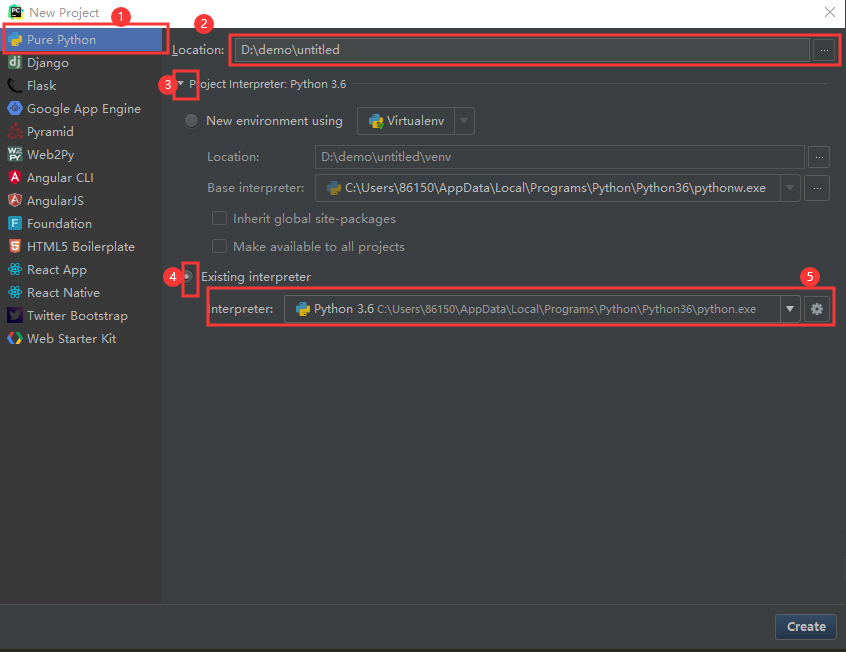 New Project
1
2
Pure Python
Django
Flask
Google App Engine
Pyramid
Web2Py
Angular CLI
AngularJS
Foundation
HTML5 Boilerplate
React App
React Native
Twitter Bootstrap
Web Starter Kit
Location: D:\demo\untitled ...
3
Project Interpreter: Python 3.6
New environment using Virtualenv
Location: D:\demo\untitled\venv ...
Base interpreter: C:\Users\86150\AppData\Local\Programs\Python\Python36\pythonw.exe ...
Inherit global site-packages
Make available to all projects
4 Existing interpreter 5
Interpreter: Python 3.6 C:\Users\86150\AppData\Local\Programs\Python\Python36\python.exe
Create